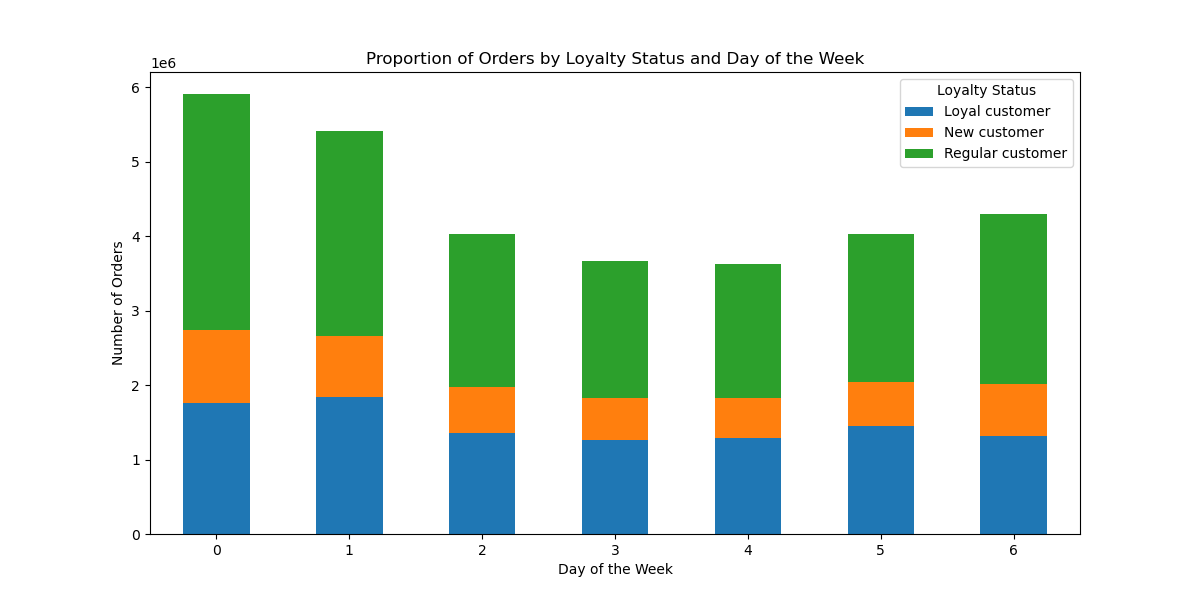 Proportion of Orders by Loyalty Status and Day of the Week
1e6
6
5
4
3
2
1
0
Number of Orders
Loyalty Status
Loyal customer
New customer
Regular customer
0 1 2 3 4 5 6
Day of the Week